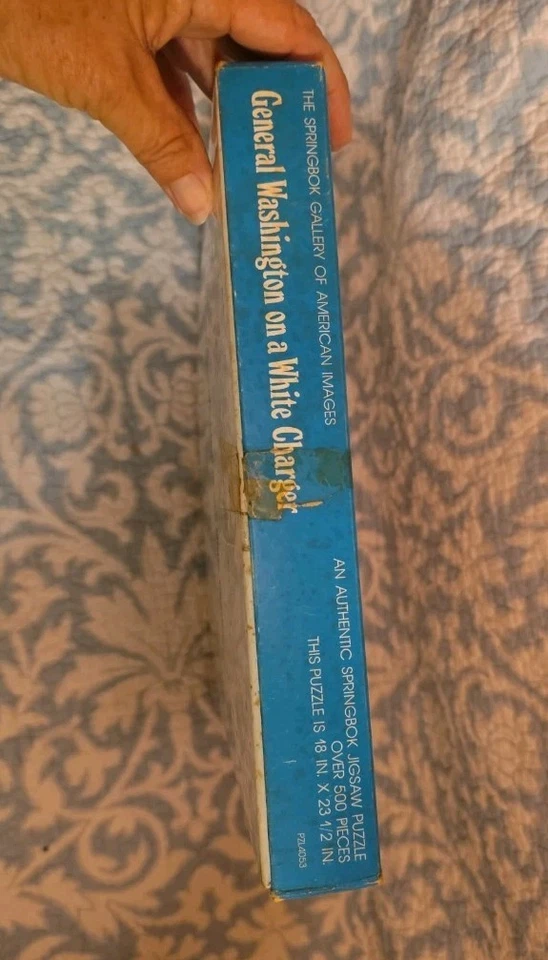 THE SPRINGBOK GALLERY OF AMERICAN IMAGES
General Washington on a White Charger
AN AUTHENTIC SPRINGBOK JIGSAW PUZZLE
OVER 500 PIECES
THIS PUZZLE IS 18 IN. X 23 1/2 IN.
PZL4053